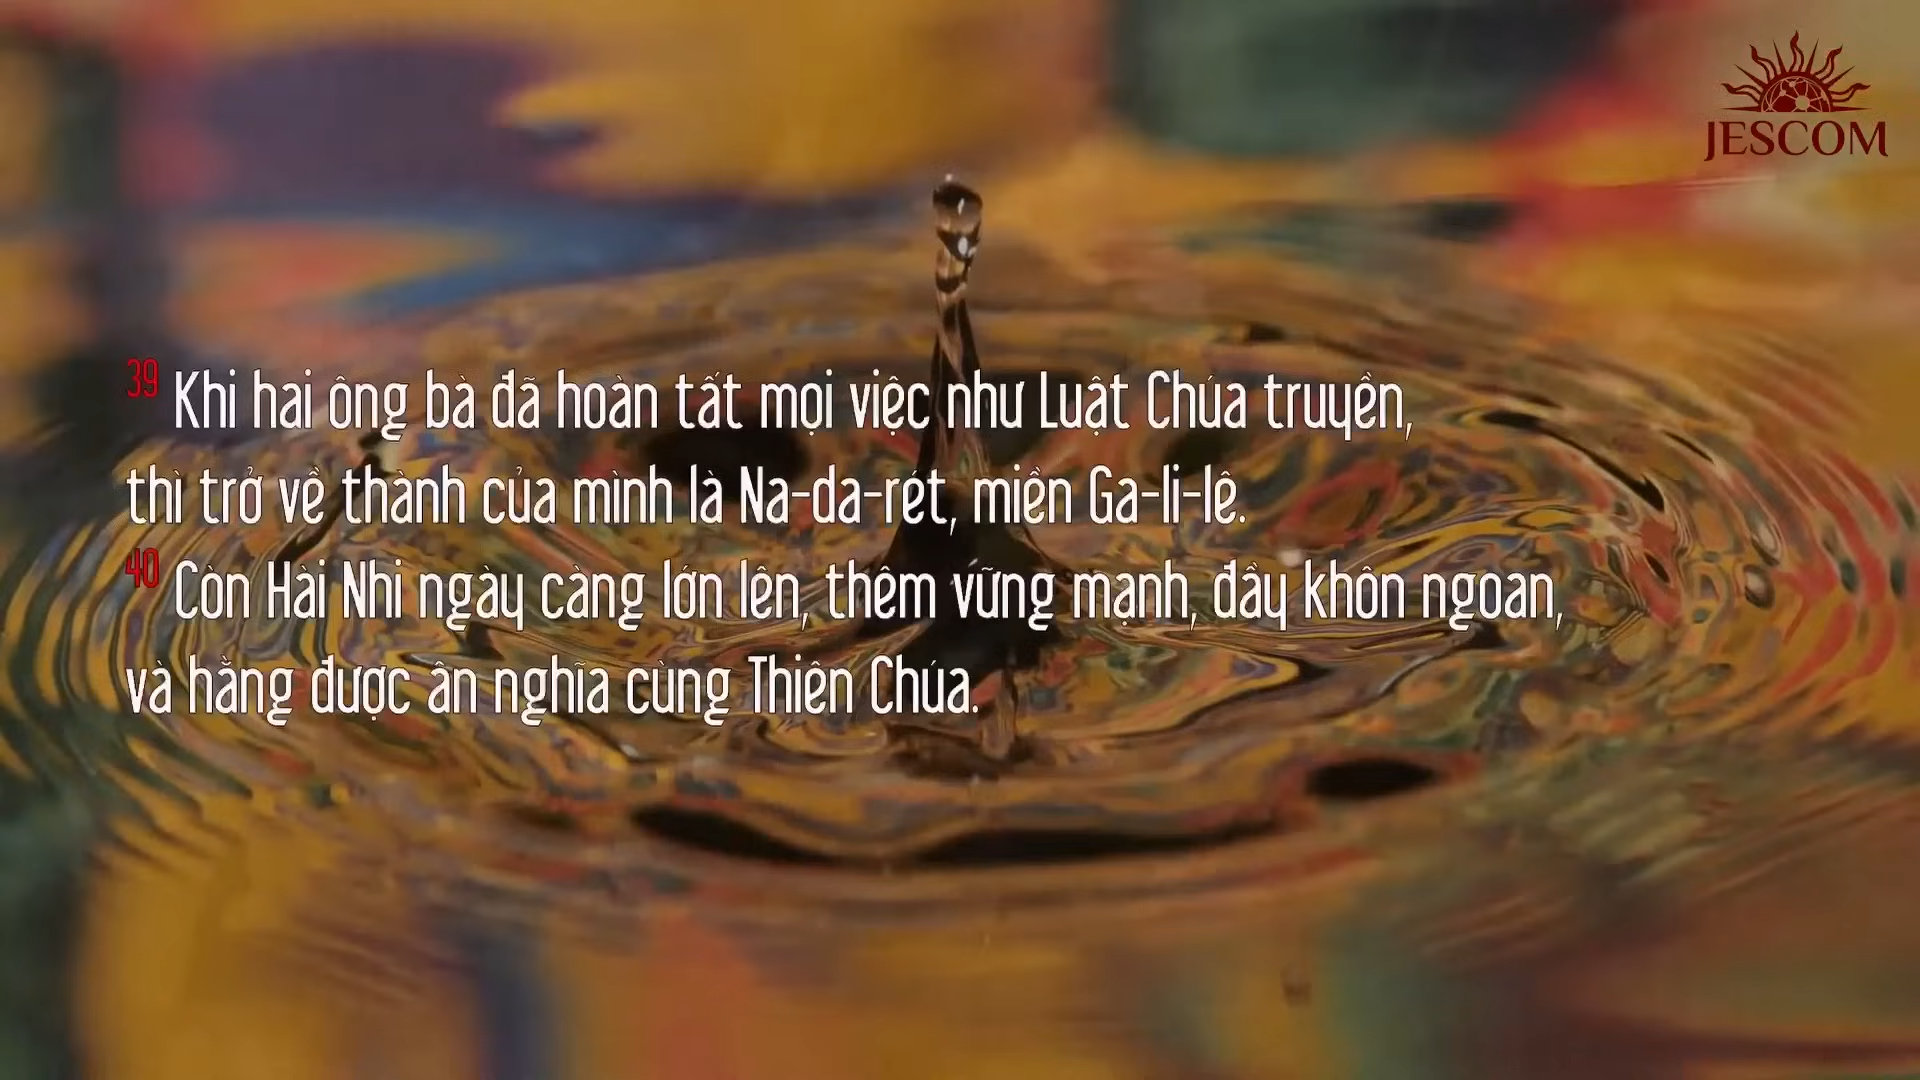 JESCOM
39 Khi hai ông bà đã hoàn tất mọi việc như Luật Chúa truyền,
thì trở về thành của mình là Na-da-rét, miền Ga-li-lê.
40 Còn Hài Nhi ngày càng lớn lên, thêm vững mạnh, đầy khôn ngoan,
và hằng được ân nghĩa cùng Thiên Chúa.